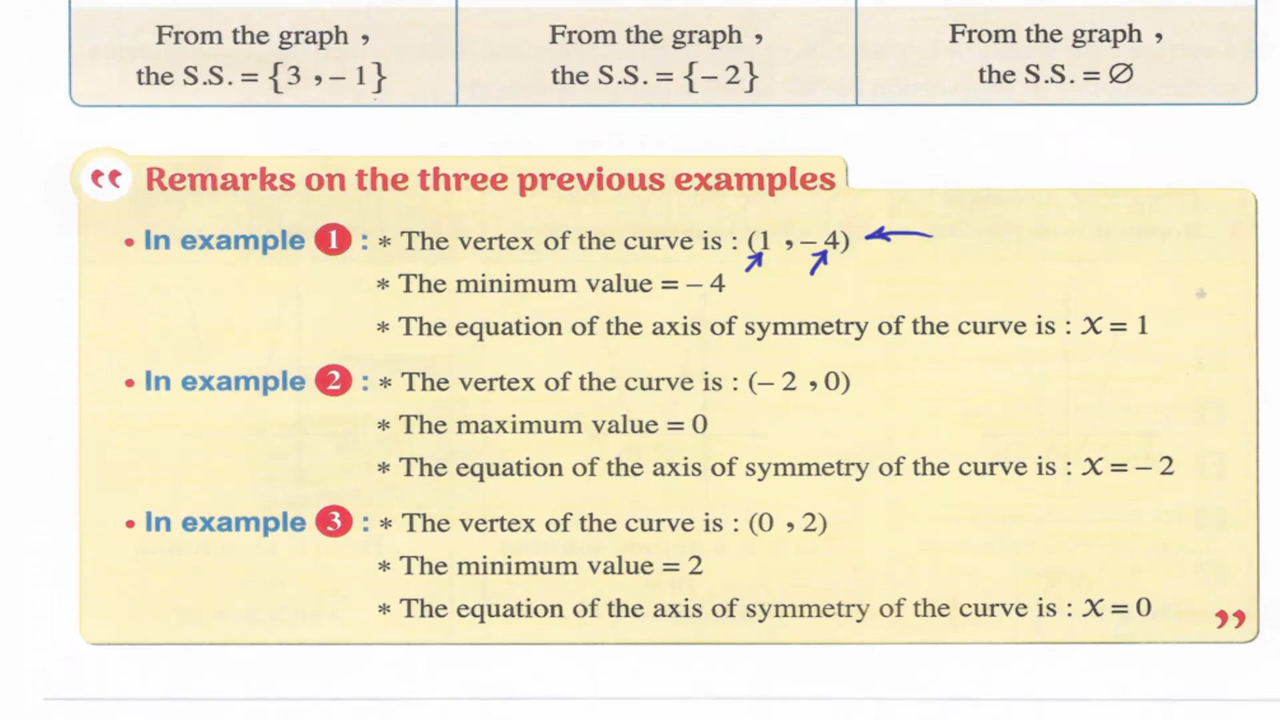 From the graph ,
the S.S. = {3 , – 1}
From the graph ,
the S.S. = {– 2}
From the graph ,
the S.S. = ∅
Remarks on the three previous examples
• In example 1 : * The vertex of the curve is : (1 , – 4)
* The minimum value = – 4
* The equation of the axis of symmetry of the curve is : X = 1
• In example 2 : * The vertex of the curve is : (– 2 , 0)
* The maximum value = 0
* The equation of the axis of symmetry of the curve is : X = – 2
• In example 3 : * The vertex of the curve is : (0 , 2)
* The minimum value = 2
* The equation of the axis of symmetry of the curve is : X = 0